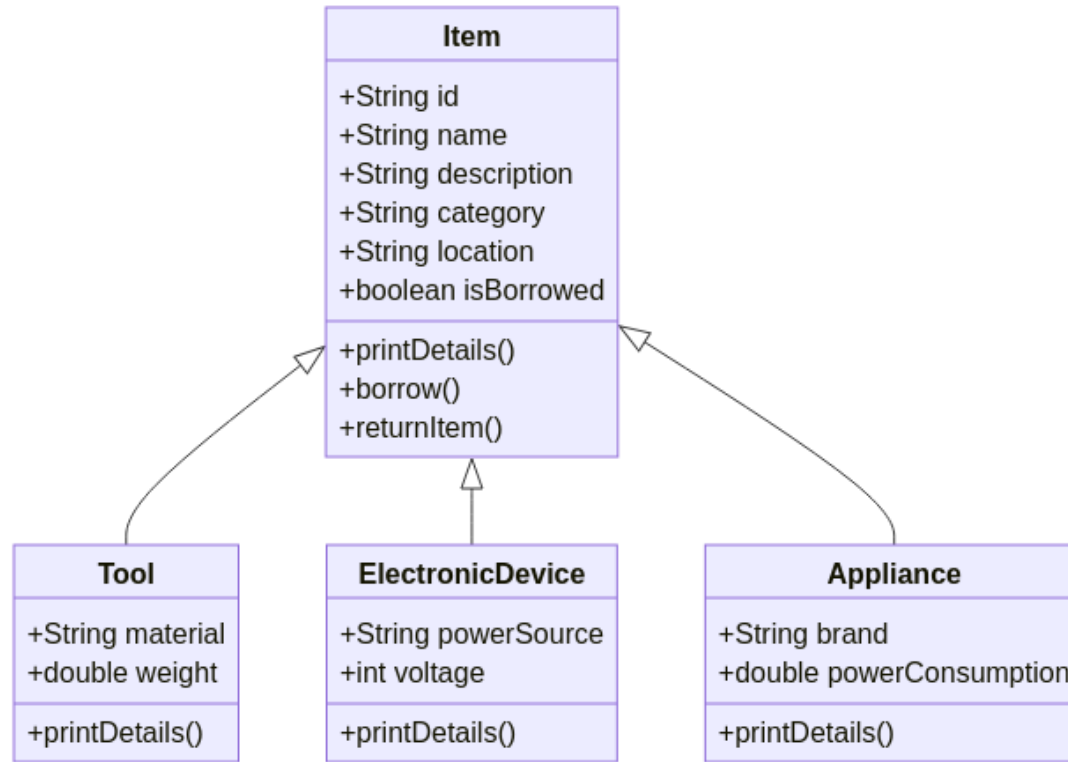 Item
+String id
+String name
+String description
+String category
+String location
+boolean isBorrowed
+printDetails()
+borrow()
+returnItem()
Tool
+String material
+double weight
+printDetails()
ElectronicDevice
+String powerSource
+int voltage
+printDetails()
Appliance
+String brand
+double powerConsumption
+printDetails()